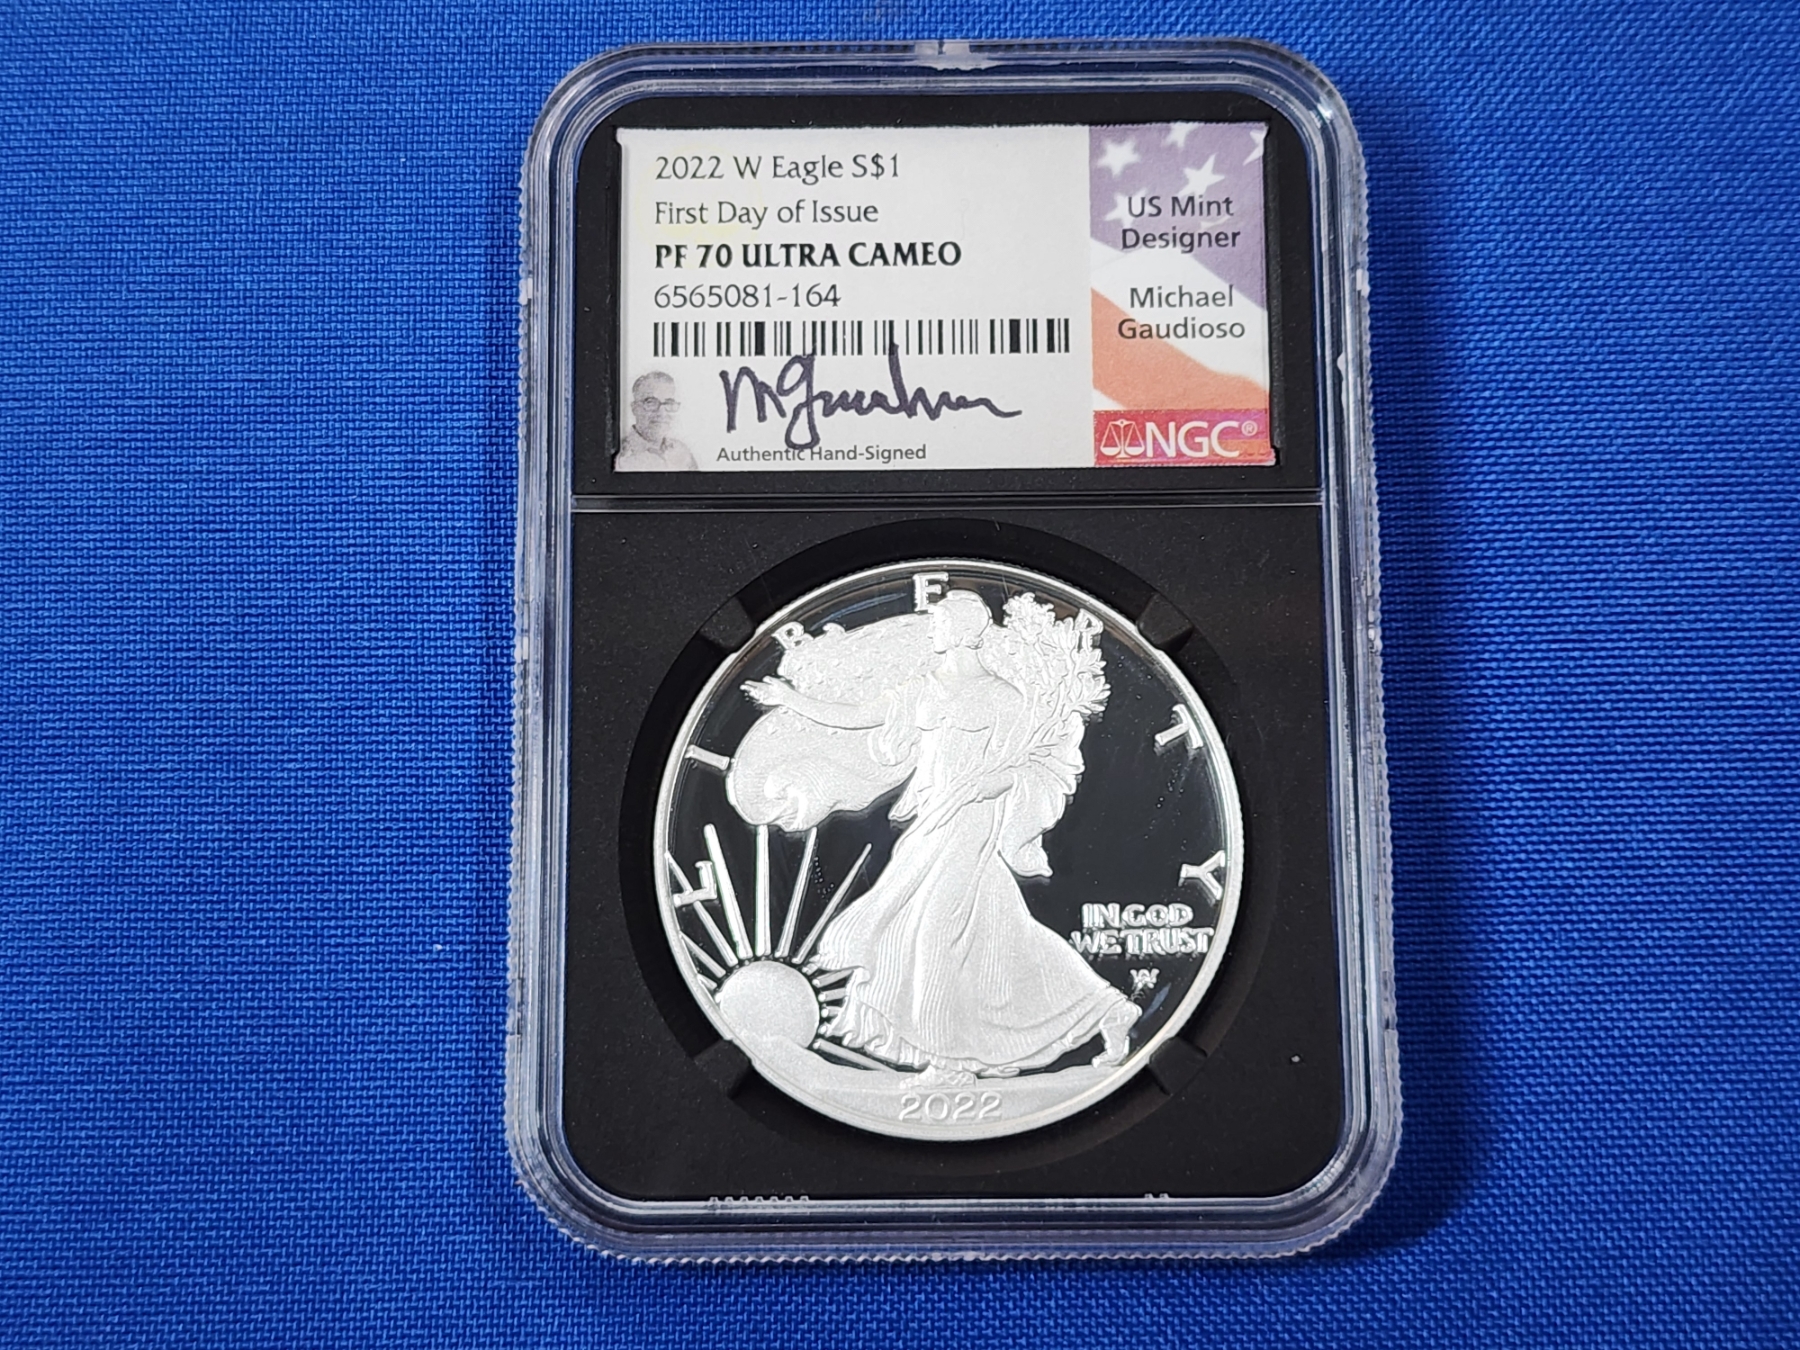 2022 W Eagle S$1
First Day of Issue
PF 70 ULTRA CAMEO
6565081-164
Authentic Hand-Signed
US Mint
Designer
Michael
Gaudioso
NGC®
LIBERTY
IN GOD
WE TRUST
2022